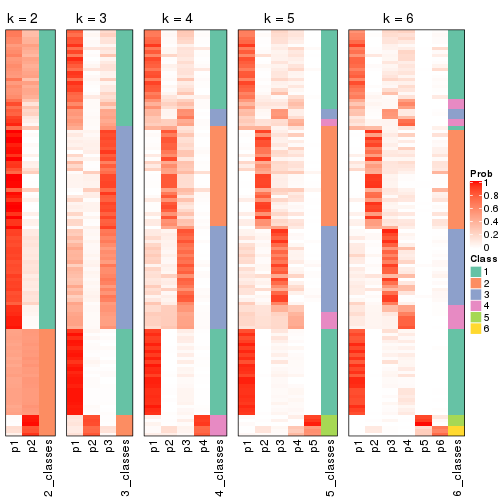 k = 2
k = 3
k = 4
k = 5
k = 6
Prob
1
0.8
0.6
0.4
0.2
0
Class
1
2
3
4
5
6
p1
p2
2_classes
p1
p2
p3
3_classes
p1
p2
p3
p4
4_classes
p1
p2
p3
p4
p5
5_classes
p1
p2
p3
p4
p5
p6
6_classes